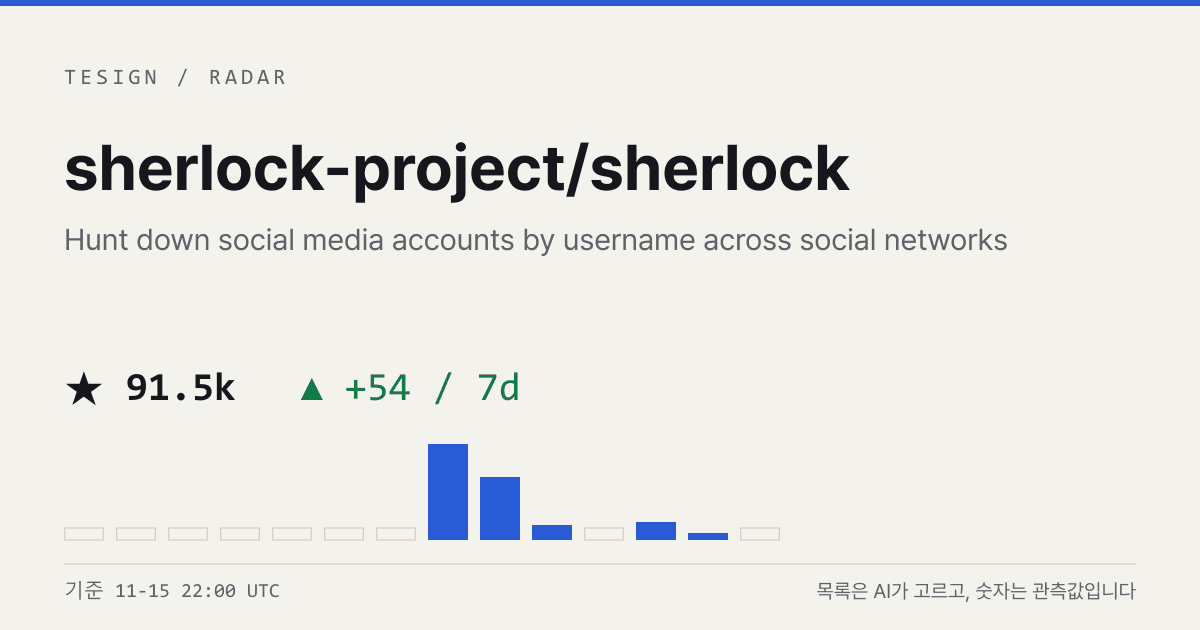 TESIGN / RADAR
sherlock-project/sherlock
Hunt down social media accounts by username across social networks
★ 91.5k ▲ +54 / 7d
기준 11-15 22:00 UTC
목록은 AI가 고르고, 숫자는 관측값입니다